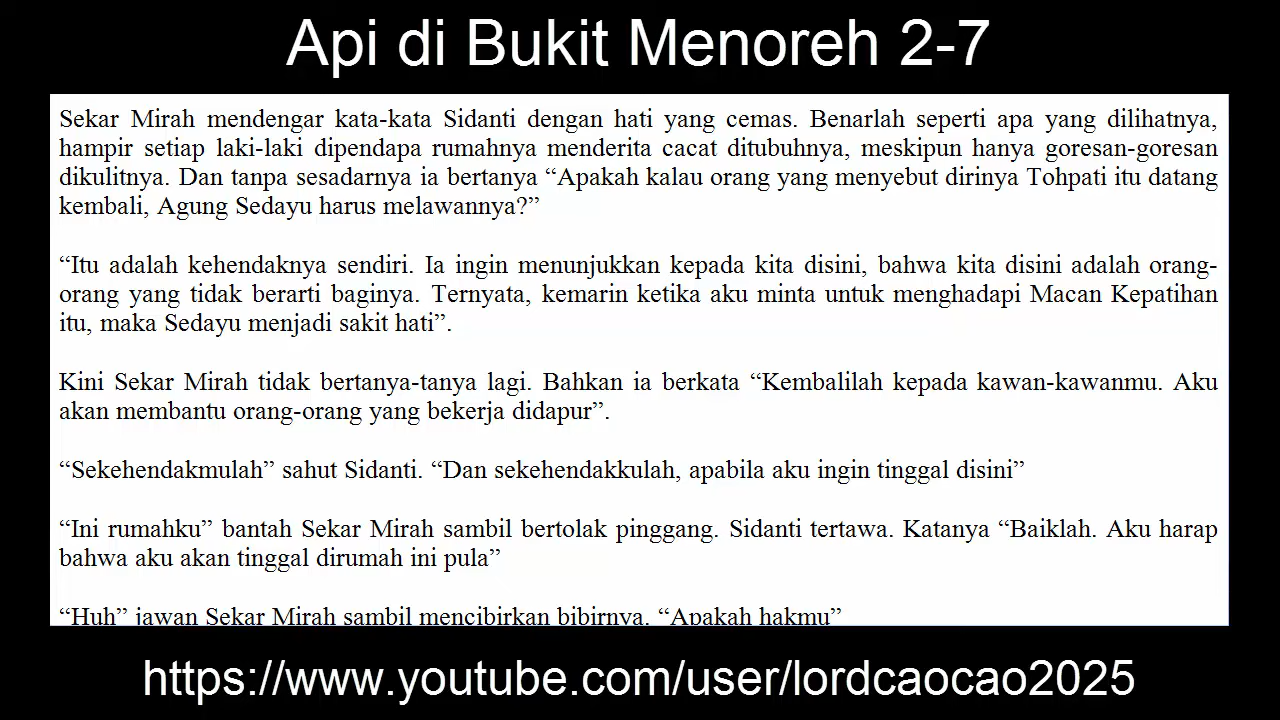 Api di Bukit Menoreh 2-7
Sekar Mirah mendengar kata-kata Sidanti dengan hati yang cemas. Benarlah seperti apa yang dilihatnya,
hampir setiap laki-laki dipendapa rumahnya menderita cacat ditubuhnya, meskipun hanya goresan-goresan
dikulitnya. Dan tanpa sesadarnya ia bertanya “Apakah kalau orang yang menyebut dirinya Tohpati itu datang
kembali, Agung Sedayu harus melawannya?”
“Itu adalah kehendaknya sendiri. Ia ingin menunjukkan kepada kita disini, bahwa kita disini adalah orang-
orang yang tidak berarti baginya. Ternyata, kemarin ketika aku minta untuk menghadapi Macan Kepatihan
itu, maka Sedayu menjadi sakit hati”.
Kini Sekar Mirah tidak bertanya-tanya lagi. Bahkan ia berkata “Kembalilah kepada kawan-kawanmu. Aku
akan membantu orang-orang yang bekerja didapur”.
“Sekehendakmulah” sahut Sidanti. “Dan sekehendakkulah, apabila aku ingin tinggal disini”
“Ini rumahku” bantah Sekar Mirah sambil bertolak pinggang. Sidanti tertawa. Katanya “Baiklah. Aku harap
bahwa aku akan tinggal dirumah ini pula”
“Huh” jawan Sekar Mirah sambil mencibirkan bibirnya. “Apakah hakmu”
https://www.youtube.com/user/lordcaocao2025